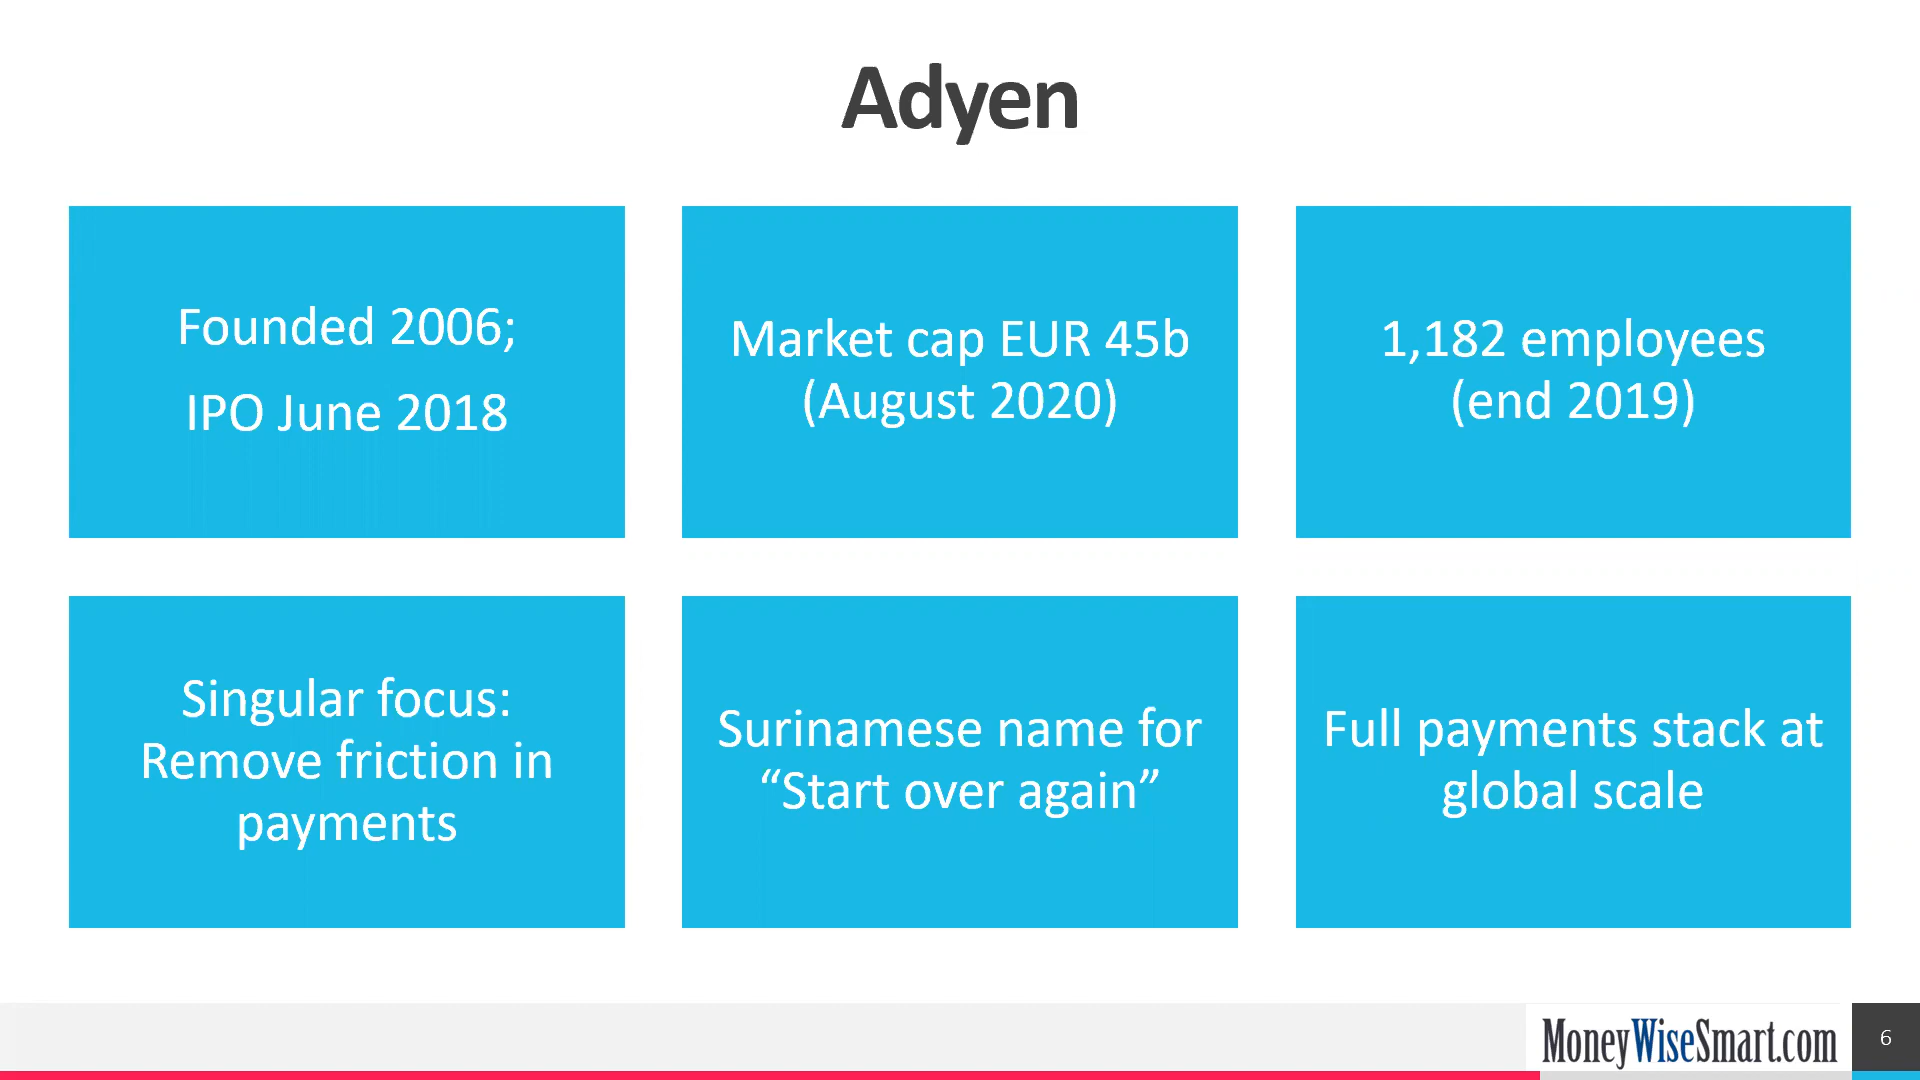 Adyen
Founded 2006;
IPO June 2018
Market cap EUR 45b
(August 2020)
1,182 employees
(end 2019)
Singular focus:
Remove friction in
payments
Surinamese name for
“Start over again”
Full payments stack at
global scale
MoneyWiseSmart.com
6